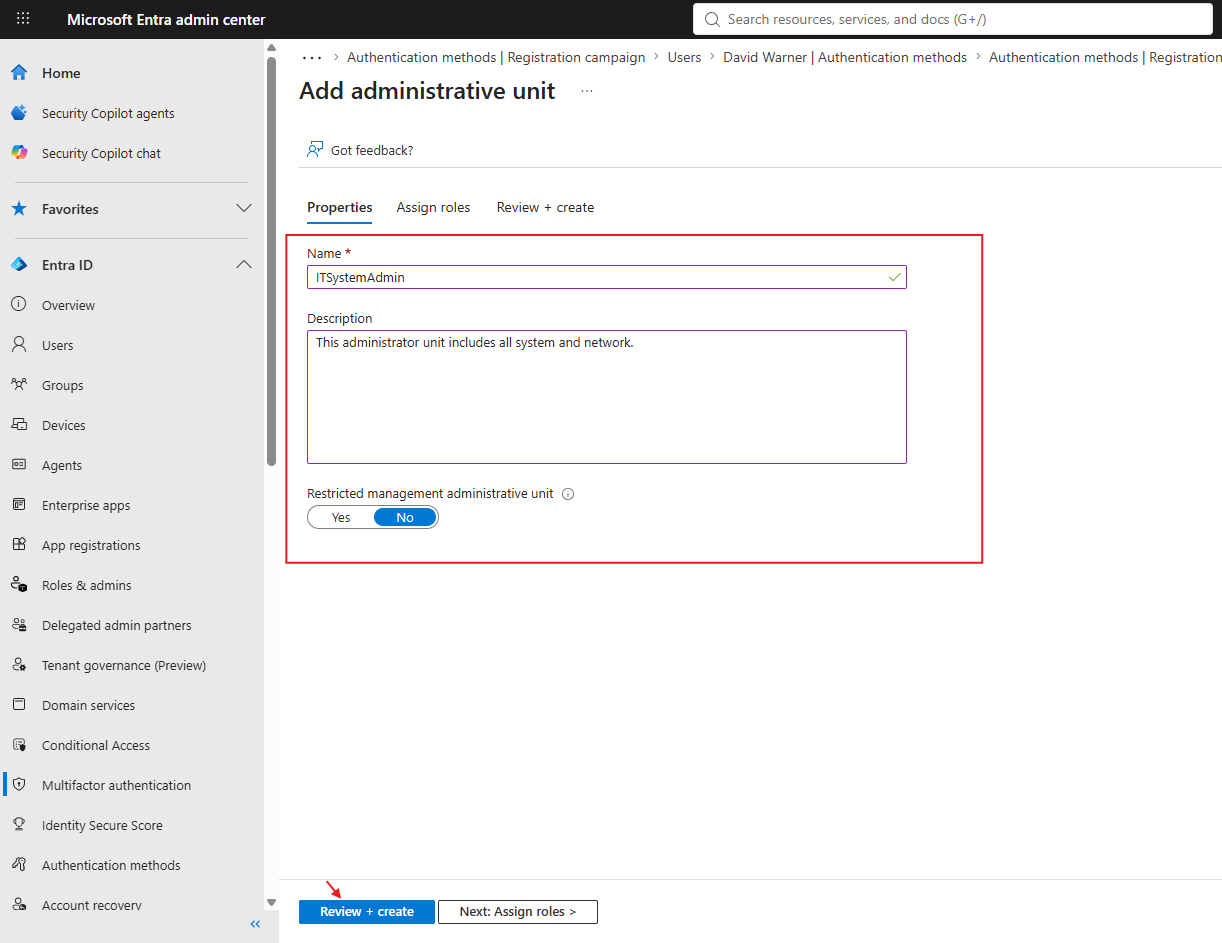 Microsoft Entra admin center
Search resources, services, and docs (G+/)
Home
Security Copilot agents
Security Copilot chat
Favorites
Entra ID
Overview
Users
Groups
Devices
Agents
Enterprise apps
App registrations
Roles & admins
Delegated admin partners
Tenant governance (Preview)
Domain services
Conditional Access
Multifactor authentication
Identity Secure Score
Authentication methods
Account recovery
··· > Authentication methods | Registration campaign > Users > David Warner | Authentication methods > Authentication methods | Registration
Add administrative unit ...
Got feedback?
Properties Assign roles Review + create
Name *
ITSystemAdmin
Description
This administrator unit includes all system and network.
Restricted management administrative unit
Yes No
Review + create Next: Assign roles >